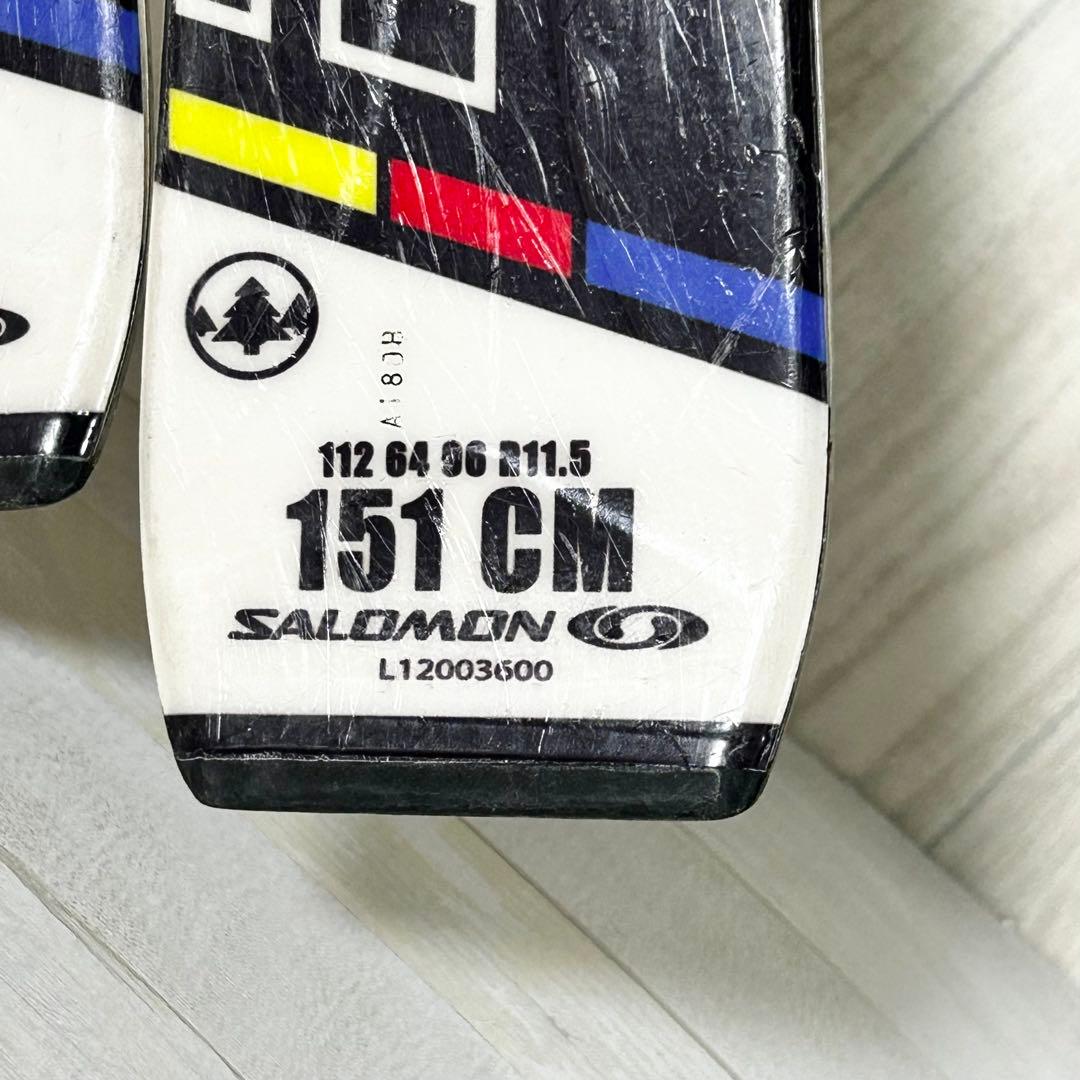 A180H
112 64 96 R11.5
151 CM
SALOMON
L12003600